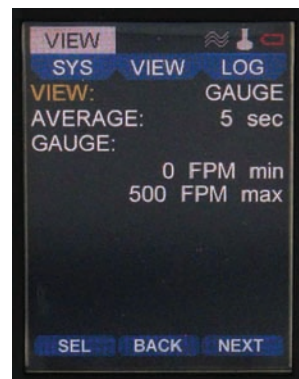 VIEW
SYS VIEW LOG
VIEW: GAUGE
AVERAGE: 5 sec
GAUGE:
0 FPM min
500 FPM max
SEL BACK NEXT